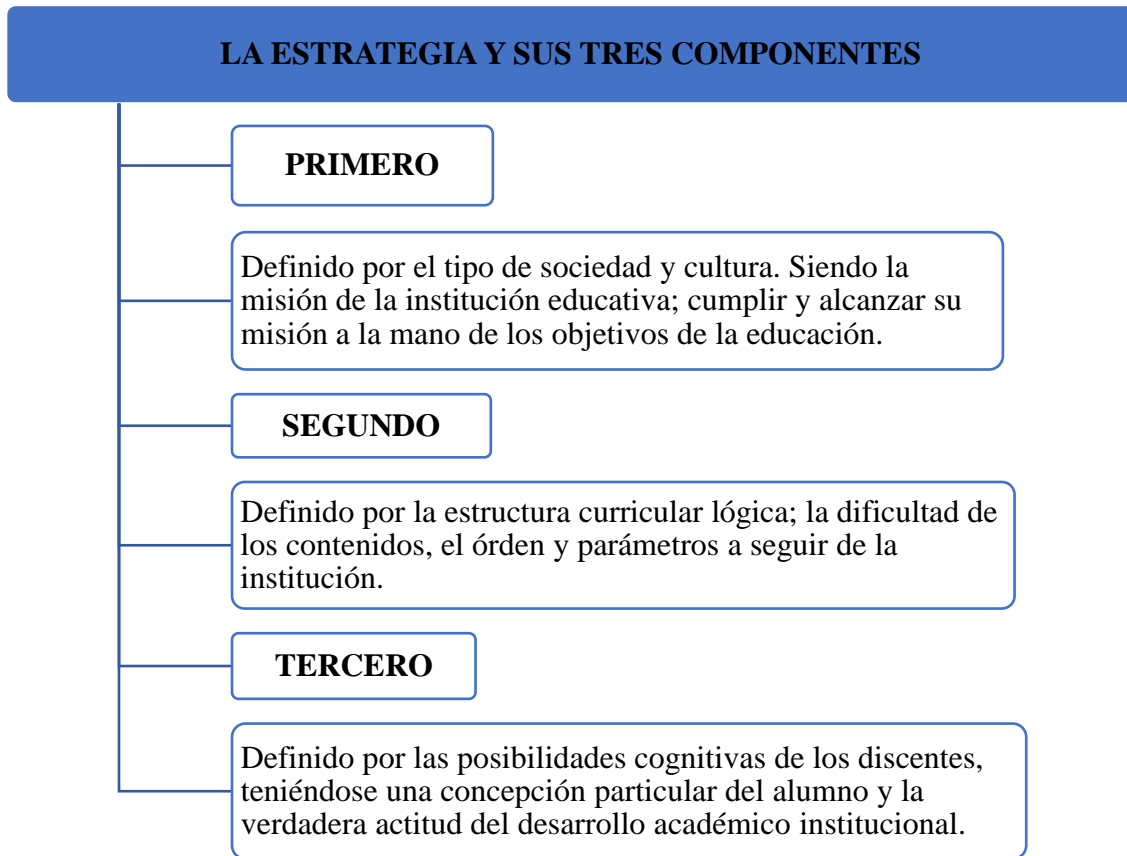 LA ESTRATEGIA Y SUS TRES COMPONENTES
PRIMERO
Definido por el tipo de sociedad y cultura. Siendo la
misión de la institución educativa; cumplir y alcanzar su
misión a la mano de los objetivos de la educación.
SEGUNDO
Definido por la estructura curricular lógica; la dificultad de
los contenidos, el órden y parámetros a seguir de la
institución.
TERCERO
Definido por las posibilidades cognitivas de los discentes,
teniéndose una concepción particular del alumno y la
verdadera actitud del desarrollo académico institucional.